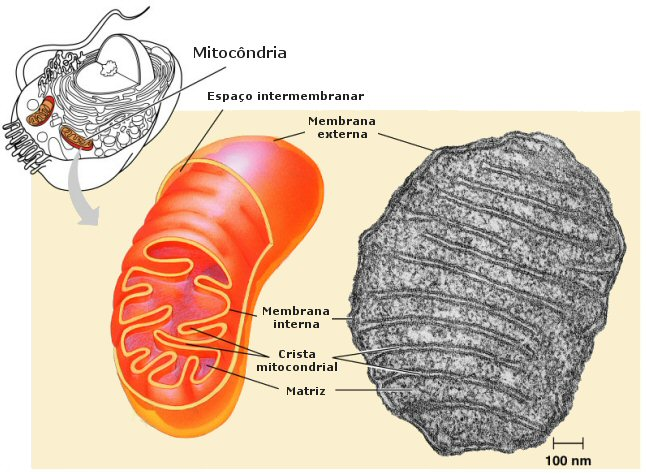 Mitocôndria
Espaço intermembranar
Membrana
externa
Membrana
interna
Crista
mitocondrial
Matriz
100 nm